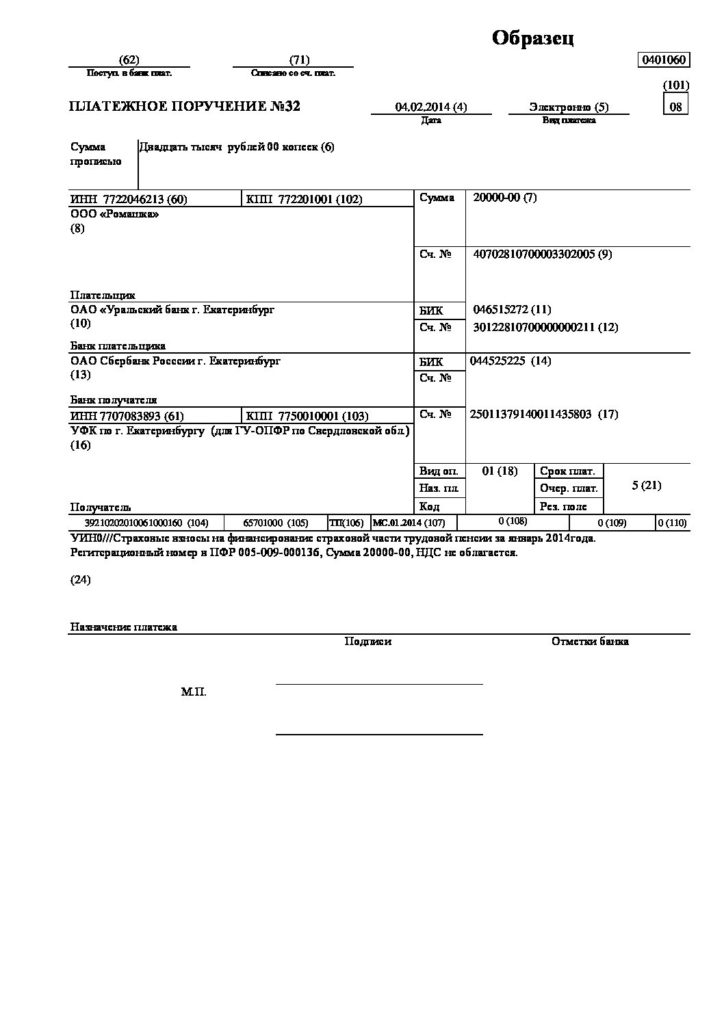 Образец
(62) (71) 0401060
Поступ. в банк плат. Списано со сч. плат.
(101)
ПЛАТЕЖНОЕ ПОРУЧЕНИЕ №32 04.02.2014 (4) Электронно (5) 08
Дата Вид платежа
Сумма Двадцать тысяч рублей 00 копеек (6)
прописью
ИНН 7722046213 (60) КПП 772201001 (102) Сумма 20000-00 (7)
ООО «Ромашка»
(8)
Сч. № 40702810700003302005 (9)
Плательщик
ОАО «Уральский банк г. Екатеринбург БИК 046515272 (11)
(10) Сч. № 30122810700000000211 (12)
Банк плательщика
ОАО Сбербанк Росссии г. Екатеринбург БИК 044525225 (14)
(13) Сч. №
Банк получателя
ИНН 7707083893 (61) КПП 7750010001 (103) Сч. № 25011379140011435803 (17)
УФК по г. Екатеринбургу (для ГУ-ОПФР по Свердлонской обл.)
(16)
Вид оп. 01 (18) Срок плат.
Наз. пл. Очер. плат. 5 (21)
Получатель Код Рез. поле
39210202010061000160 (104) 65701000 (105) ТП(106) МС.01.2014 (107) 0 (108) 0 (109) 0 (110)
УИН0///Страховые взносы на финансирование страховой части трудовой пенсии за январь 2014года.
Регитерационный номер в ПФР 005-009-000136, Сумма 20000-00, НДС не облагается.
(24)
Назначение платежа
Подписи Отметки банка
М.П.